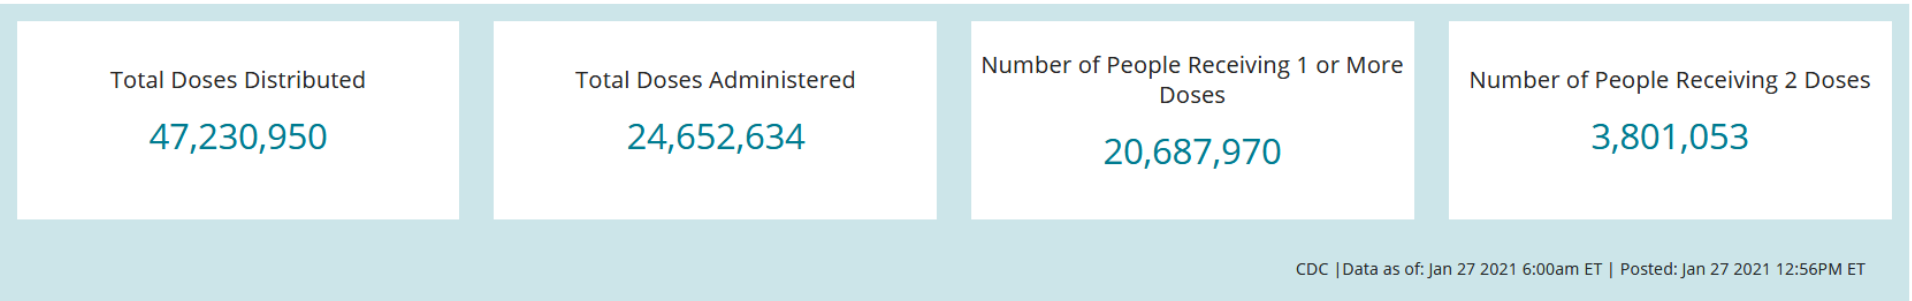 Total Doses Distributed
47,230,950
Total Doses Administered
24,652,634
Number of People Receiving 1 or More
Doses
20,687,970
Number of People Receiving 2 Doses
3,801,053
CDC |Data as of: Jan 27 2021 6:00am ET | Posted: Jan 27 2021 12:56PM ET